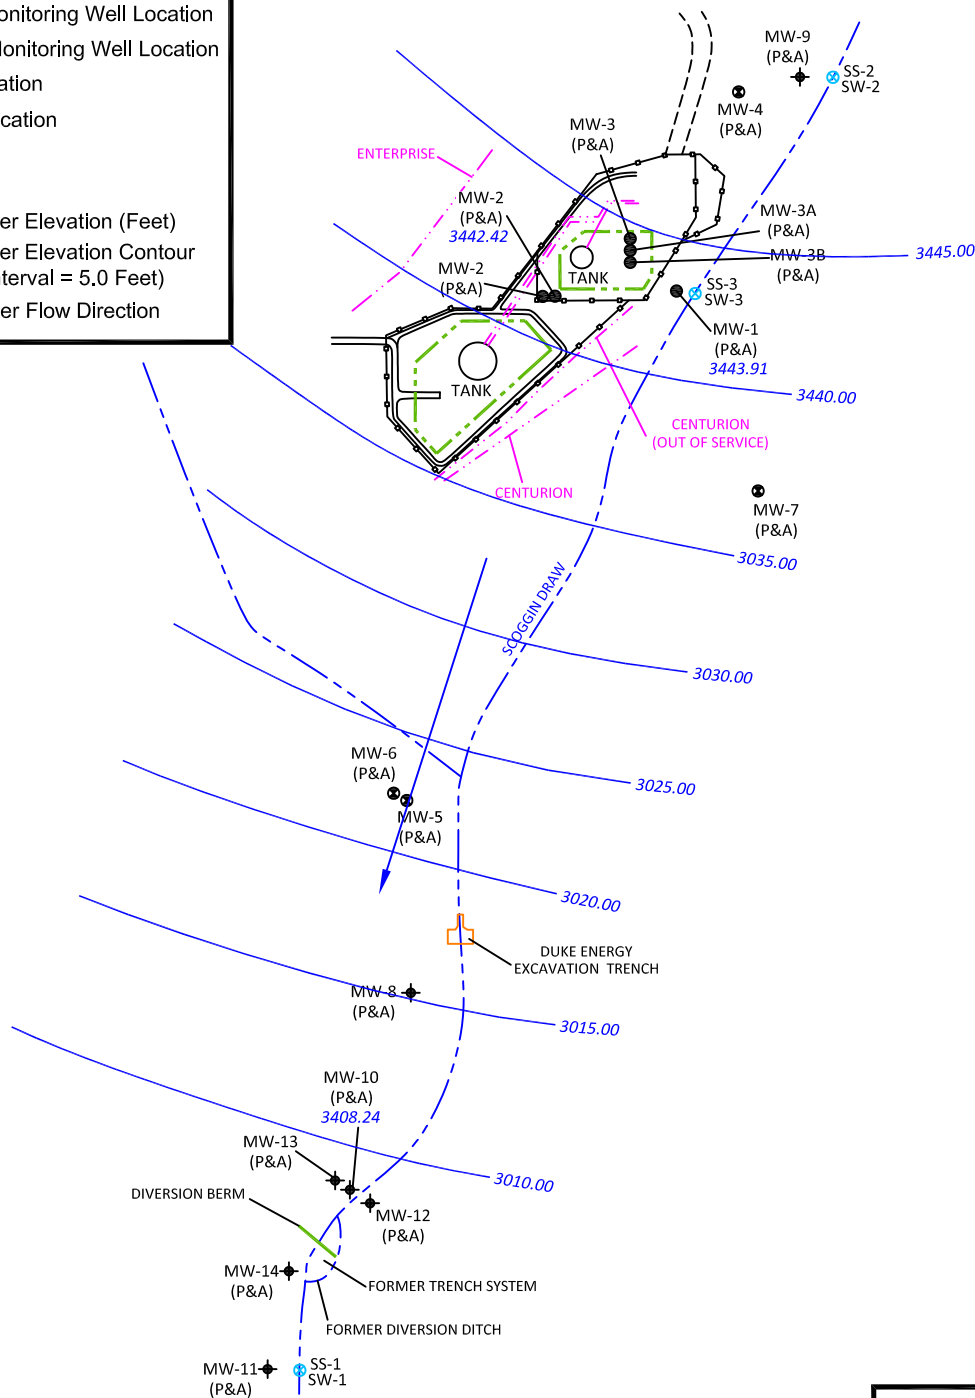 onitoring Well Location
Monitoring Well Location
ation
cation
er Elevation (Feet)
er Elevation Contour
nterval = 5.0 Feet)
er Flow Direction
MW-9
(P&A)
SS-2
SW-2
MW-4
(P&A)
MW-3
(P&A)
ENTERPRISE
MW-2
(P&A)
3442.42
MW-3A
(P&A)
MW-2
(P&A)
TANK
MW-3B
(P&A)
3445.00
SS-3
SW-3
MW-1
(P&A)
3443.91
TANK
3440.00
CENTURION
(OUT OF SERVICE)
CENTURION
MW-7
(P&A)
3035.00
SCOGGIN DRAW
3030.00
MW-6
(P&A)
3025.00
MW-5
(P&A)
3020.00
DUKE ENERGY
EXCAVATION TRENCH
MW-8
(P&A)
3015.00
MW-10
(P&A)
3408.24
MW-13
(P&A)
3010.00
DIVERSION BERM
MW-12
(P&A)
MW-14
(P&A)
FORMER TRENCH SYSTEM
FORMER DIVERSION DITCH
MW-11
(P&A)
SS-1
SW-1